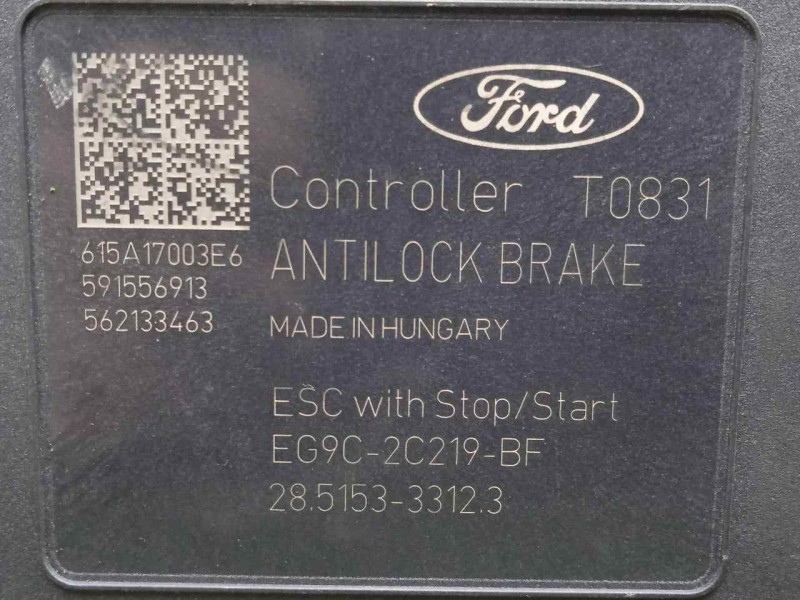 Ford
Controller T0831
ANTILOCK BRAKE
MADE IN HUNGARY
615A17003E6
591556913
562133463
ESC with Stop/Start
EG9C-2C219-BF
28.5153-3312.3